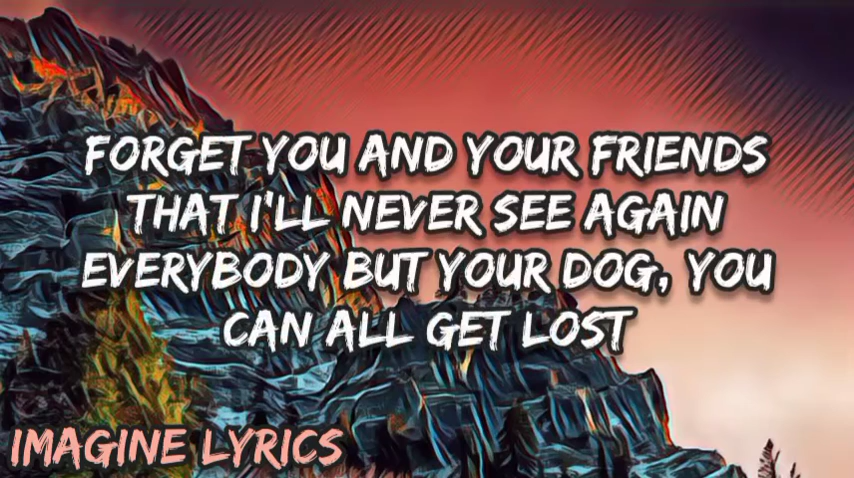 FORGET YOU AND YOUR FRIENDS
THAT I'LL NEVER SEE AGAIN
EVERYBODY BUT YOUR DOG, YOU
CAN ALL GET LOST
IMAGINE LYRICS